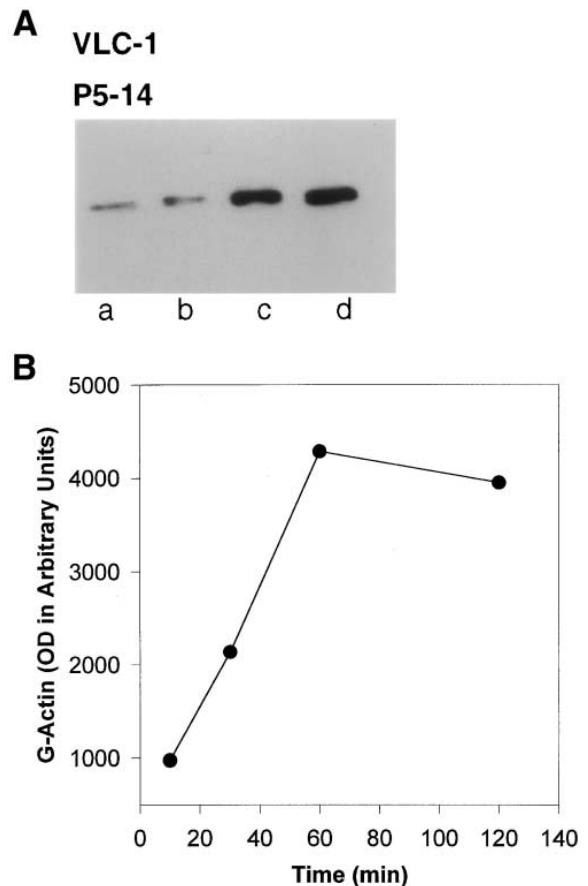 A
VLC-1
P5-14
a b c d
B
5000
4000
3000
2000
1000
G-Actin (OD in Arbitrary Units)
0 20 40 60 80 100 120 140
Time (min)